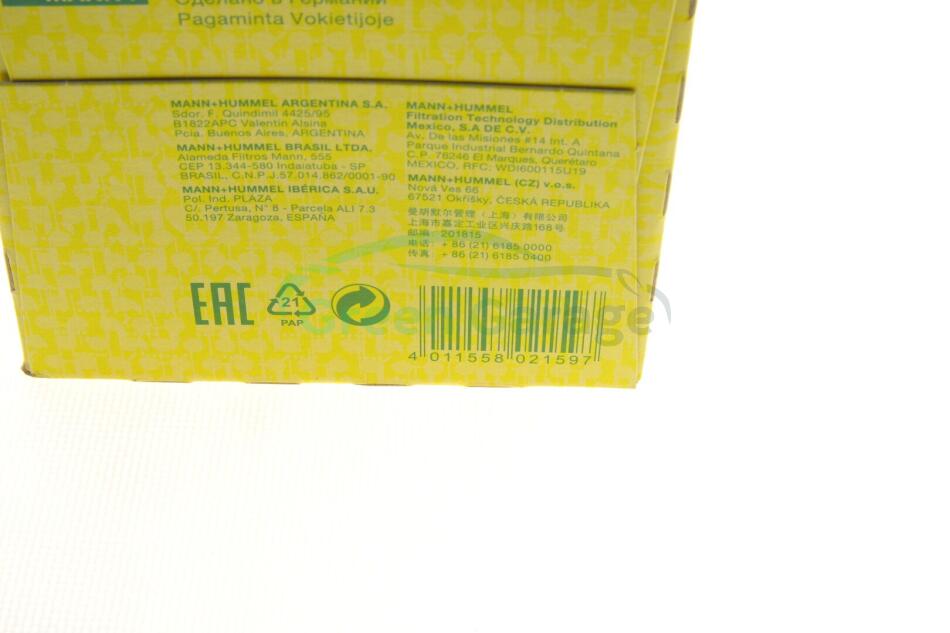 Сделано в Германии
Pagaminta Vokietijoje
MANN+HUMMEL ARGENTINA S.A.
Sdor. F. Quindimil 4425/95
B1822APC Valentin Alsina
Pcia. Buenos Aires, ARGENTINA
MANN+HUMMEL BRASIL LTDA.
Alameda Filtros Mann, 555
CEP 13.344-580 Indaiatuba - SP
BRASIL, C.N.P.J.57.014.862/0001-90
MANN+HUMMEL IBÉRICA S.A.U.
Pol. Ind. PLAZA
C/. Pertusa, N° 8 - Parcela ALI 7.3
50.197 Zaragoza, ESPAÑA
MANN+HUMMEL
Filtration Technology Distribution
Mexico, S.A DE C.V.
Av. De las Misiones #14 Int. A
Parque Industrial Bernardo Quintana
C.P. 76246 El Marques, Querétaro
MEXICO, RFC: WDI600115U19
MANN+HUMMEL (CZ) v.o.s.
Nová Ves 66
67521 Okříšky, ČESKÁ REPUBLIKA
曼胡默尔管理（上海）有限公司
上海市嘉定工业区兴庆路168号
邮编: 201815
电话: + 86 (21) 6185 0000
传真: + 86 (21) 6185 0400
EAC
21
PAP
Green Garage
4 011558 021597